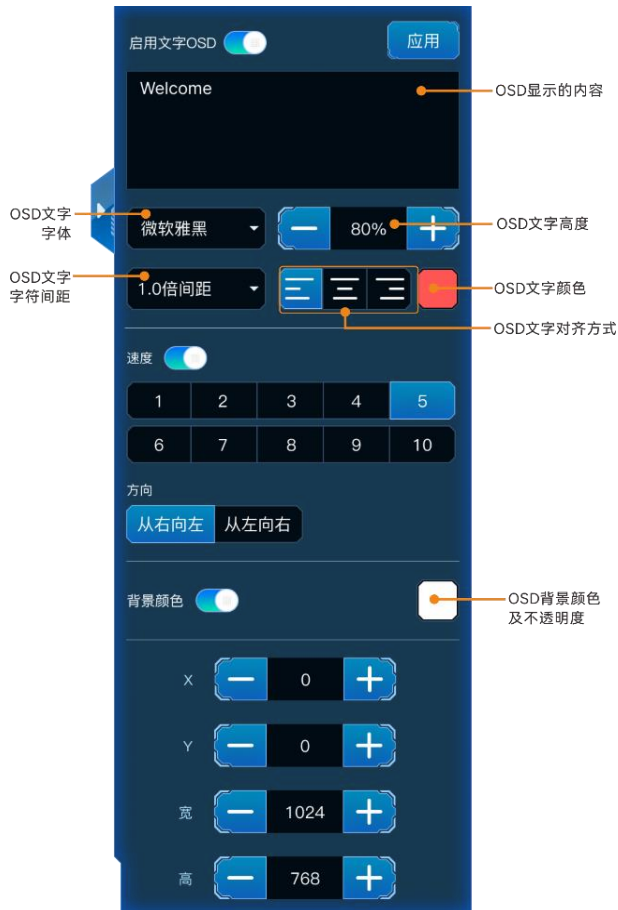 启用文字OSD
应用
Welcome
OSD显示的内容
OSD文字
字体
微软雅黑
80%
OSD文字高度
OSD文字
字符间距
1.0倍间距
OSD文字颜色
OSD文字对齐方式
速度
1 2 3 4 5
6 7 8 9 10
方向
从右向左 从左向右
背景颜色
OSD背景颜色
及不透明度
X 0
Y 0
宽 1024
高 768